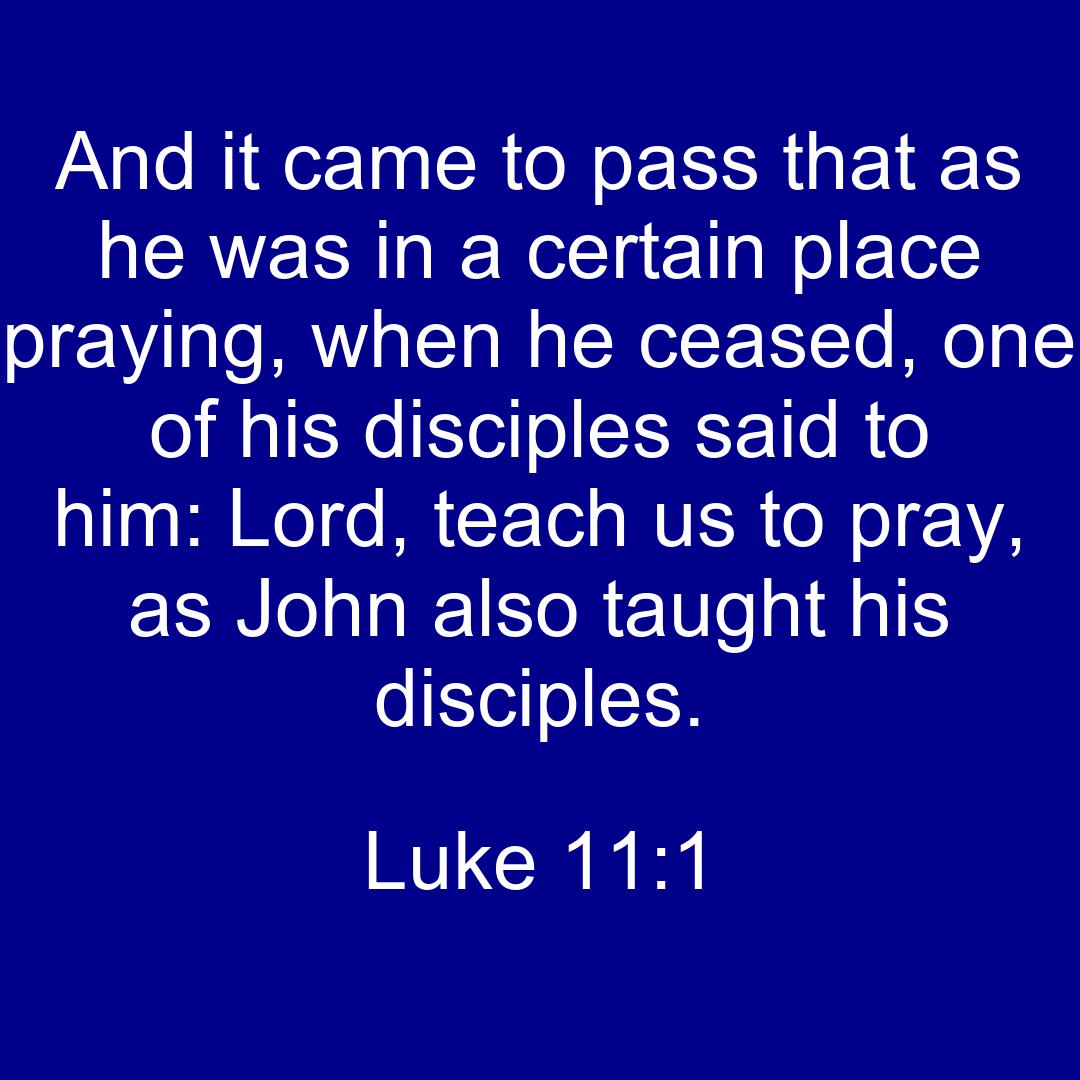 And it came to pass that as
he was in a certain place
praying, when he ceased, one
of his disciples said to
him: Lord, teach us to pray,
as John also taught his
disciples.
Luke 11:1